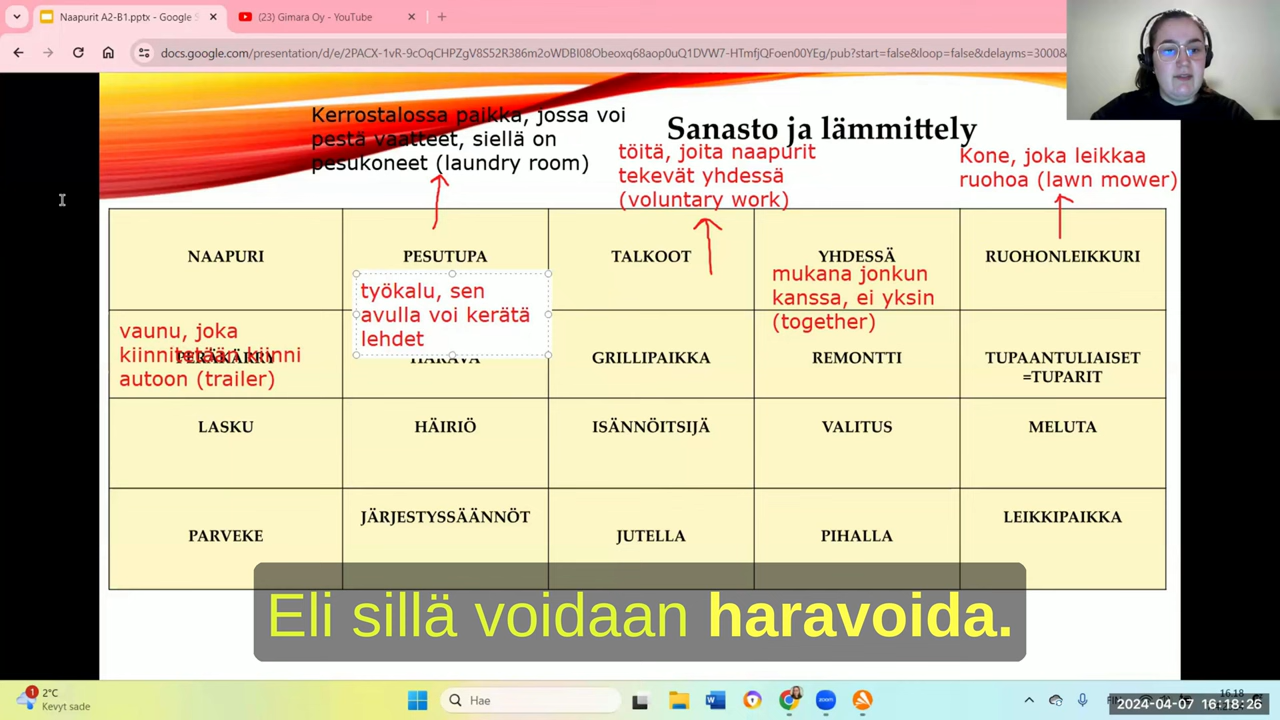 Naapurit A2-B1.pptx - Google S
(23) Gimara Oy - YouTube
docs.google.com/presentation/d/e/2PACX-1vR-9cOqCHPZgV8S52R386m2oWDBI08Obeoxq68aop0uQ1DVW7-HTmfjQFoen00YEg/pub?start=false&loop=false&delayms=3000&
Kerrostalossa paikka, jossa voi
pestä vaatteet, siellä on
pesukoneet (laundry room)
Sanasto ja lämmittely
töitä, joita naapurit
tekevät yhdessä
(voluntary work)
Kone, joka leikkaa
ruohoa (lawn mower)
NAAPURI
PESUTUPA
TALKOOT
YHDESSÄ
RUOHONLEIKKURI
työkalu, sen
avulla voi kerätä
lehdet
mukana jonkun
kanssa, ei yksin
(together)
vaunu, joka
kiinnitetään kiinni
autoon (trailer)
GRILLIPAIKKA
REMONTTI
TUPAANTULIAISET
=TUPARIT
LASKU
HÄIRIÖ
ISÄNNÖITSIJÄ
VALITUS
MELUTA
PARVEKE
JÄRJESTYSSÄÄNNÖT
JUTELLA
PIHALLA
LEIKKIPAIKKA
Eli sillä voidaan haravoida.
1
2°C
Kevyt sade
Hae
16.18
2024-04-07 16:18:26